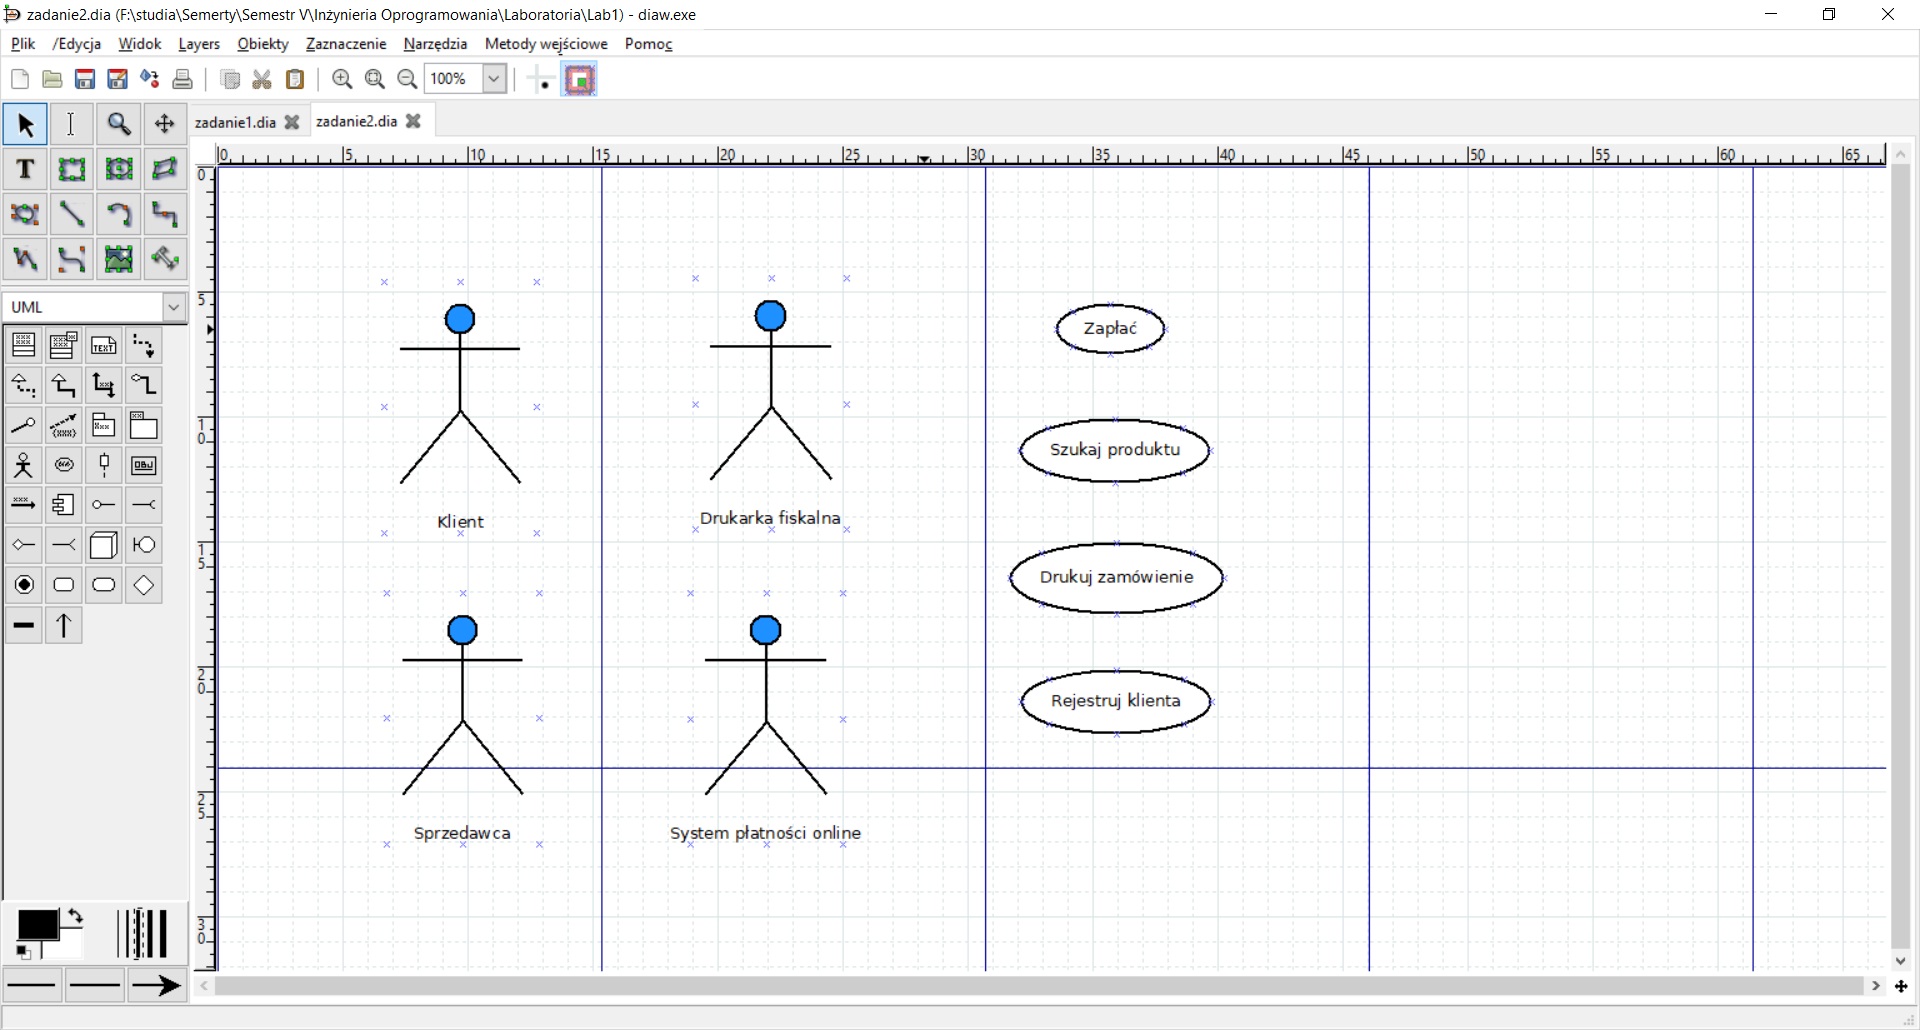 zadanie2.dia (F:\studia\Semerty\Semestr V\Inżynieria Oprogramowania\Laboratoria\Lab1) - diaw.exe
Plik /Edycja Widok Layers Obiekty Zaznaczenie Narzędzia Metody wejściowe Pomoc
100%
zadanie1.dia zadanie2.dia
0 5 10 15 20 25 30 35 40 45 50 55 60 65
T
UML
TEXT
OBJ
0
5
10
15
20
25
30
Klient
Drukarka fiskalna
Sprzedawca
System płatności online
Zapłać
Szukaj produktu
Drukuj zamówienie
Rejestruj klienta